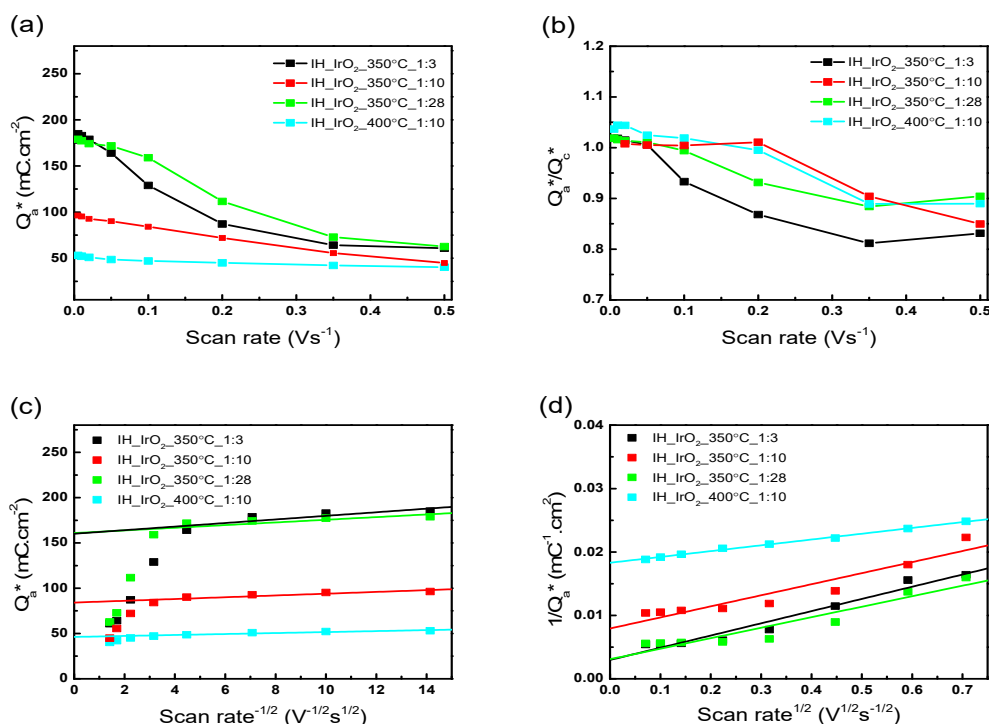 (a)
250
200
150
100
50
0.0 0.1 0.2 0.3 0.4 0.5
Qₐ* (mC.cm⁻²)
Scan rate (Vs⁻¹)
IH_IrO₂_350°C_1:3
IH_IrO₂_350°C_1:10
IH_IrO₂_350°C_1:28
IH_IrO₂_400°C_1:10
(b)
1.2
1.1
1.0
0.9
0.8
0.7
0.0 0.1 0.2 0.3 0.4 0.5
Qₐ*/Q꜀*
Scan rate (Vs⁻¹)
IH_IrO₂_350°C_1:3
IH_IrO₂_350°C_1:10
IH_IrO₂_350°C_1:28
IH_IrO₂_400°C_1:10
(c)
250
200
150
100
50
0
0 2 4 6 8 10 12 14
Qₐ* (mC.cm⁻²)
Scan rate⁻¹/² (V⁻¹/²s¹/²)
IH_IrO₂_350°C_1:3
IH_IrO₂_350°C_1:10
IH_IrO₂_350°C_1:28
IH_IrO₂_400°C_1:10
(d)
0.04
0.03
0.02
0.01
0.00
0.0 0.1 0.2 0.3 0.4 0.5 0.6 0.7
1/Qₐ* (mC⁻¹.cm²)
Scan rate¹/² (V¹/²s⁻¹/²)
IH_IrO₂_350°C_1:3
IH_IrO₂_350°C_1:10
IH_IrO₂_350°C_1:28
IH_IrO₂_400°C_1:10